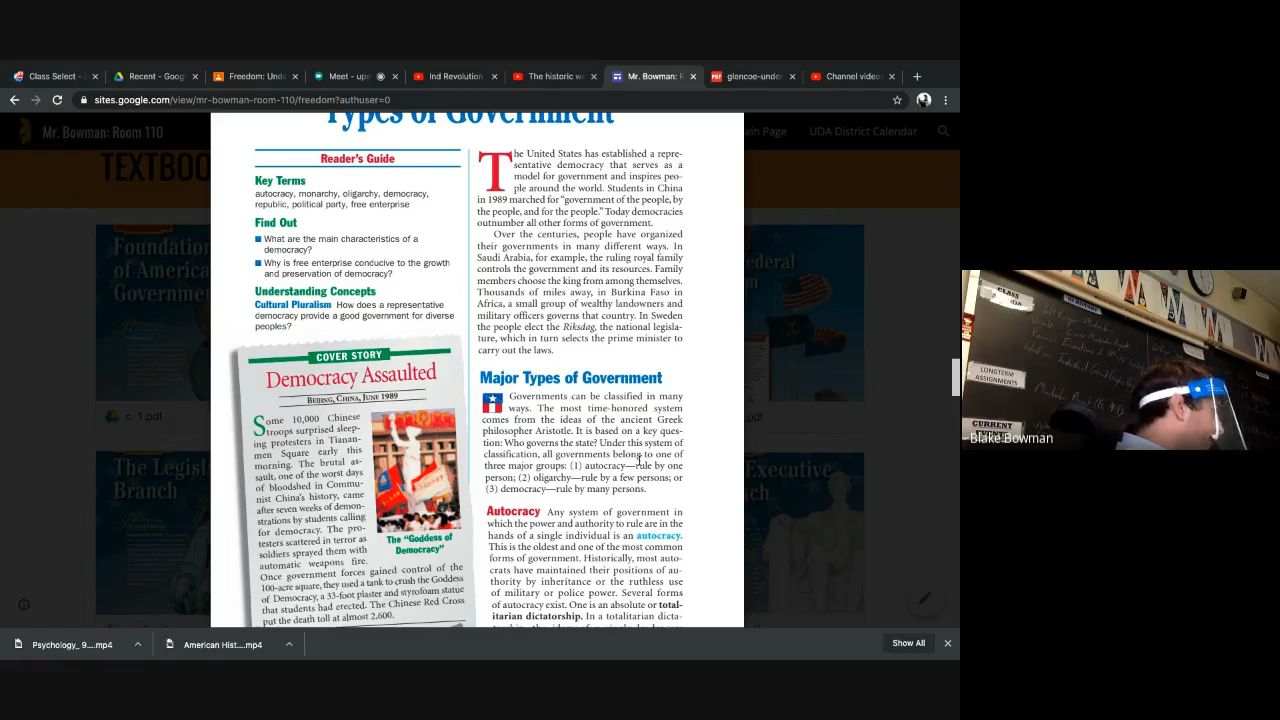 Class Select -
Recent - Goog
Freedom: Und
Meet - upe
Ind Revolution
The historic w
Mr. Bowman: R
PDF
glencoe-unde
Channel video
sites.google.com/view/mr-bowman-room-110/freedom?authuser=0
Mr. Bowman: Room 110
ain Page
UDA District Calendar
TEXTBOO
Types of Government
Reader's Guide
Key Terms
autocracy, monarchy, oligarchy, democracy,
republic, political party, free enterprise
Find Out
What are the main characteristics of a
democracy?
Why is free enterprise conducive to the growth
and preservation of democracy?
Understanding Concepts
Cultural Pluralism How does a representative
democracy provide a good government for diverse
peoples?
COVER STORY
Democracy Assaulted
BEIJING, CHINA, JUNE 1989
Some 10,000 Chinese
troops surprised sleep-
ing protesters in Tianan-
men Square early this
morning. The brutal as-
sault, one of the worst days
of bloodshed in Commu-
nist China's history, came
after seven weeks of demon-
strations by students calling
for democracy. The pro-
testers scattered in terror as
soldiers sprayed them with
automatic weapons fire.
Once government forces gained control of the
100-acre square, they used a tank to crush the Goddess
of Democracy, a 33-foot plaster and styrofoam statue
that students had erected. The Chinese Red Cross
put the death toll at almost 2,600.
The "Goddess of
Democracy"
The United States has established a repre-
sentative democracy that serves as a
model for government and inspires peo-
ple around the world. Students in China
in 1989 marched for "government of the people, by
the people, and for the people." Today democracies
outnumber all other forms of government.
Over the centuries, people have organized
their governments in many different ways. In
Saudi Arabia, for example, the ruling royal family
controls the government and its resources. Family
members choose the king from among themselves.
Thousands of miles away, in Burkina Faso in
Africa, a small group of wealthy landowners and
military officers governs that country. In Sweden
the people elect the Riksdag, the national legisla-
ture, which in turn selects the prime minister to
carry out the laws.
Major Types of Government
Governments can be classified in many
ways. The most time-honored system
comes from the ideas of the ancient Greek
philosopher Aristotle. It is based on a key ques-
tion: Who governs the state? Under this system of
classification, all governments belong to one of
three major groups: (1) autocracy—rule by one
person; (2) oligarchy—rule by a few persons; or
(3) democracy—rule by many persons.
Autocracy Any system of government in
which the power and authority to rule are in the
hands of a single individual is an autocracy.
This is the oldest and one of the most common
forms of government. Historically, most auto-
crats have maintained their positions of au-
thority by inheritance or the ruthless use
of military or police power. Several forms
of autocracy exist. One is an absolute or total-
itarian dictatorship. In a totalitarian dicta-
Foundation
of America
Governmen
c. 1.pdf
The Legisl
Branch
ederal
Executive
Psychology_ 9....mp4
American Hist....mp4
Show All
CLASS
LONGTERM
ASSIGNMENTS
CURRENT
Blake Bowman